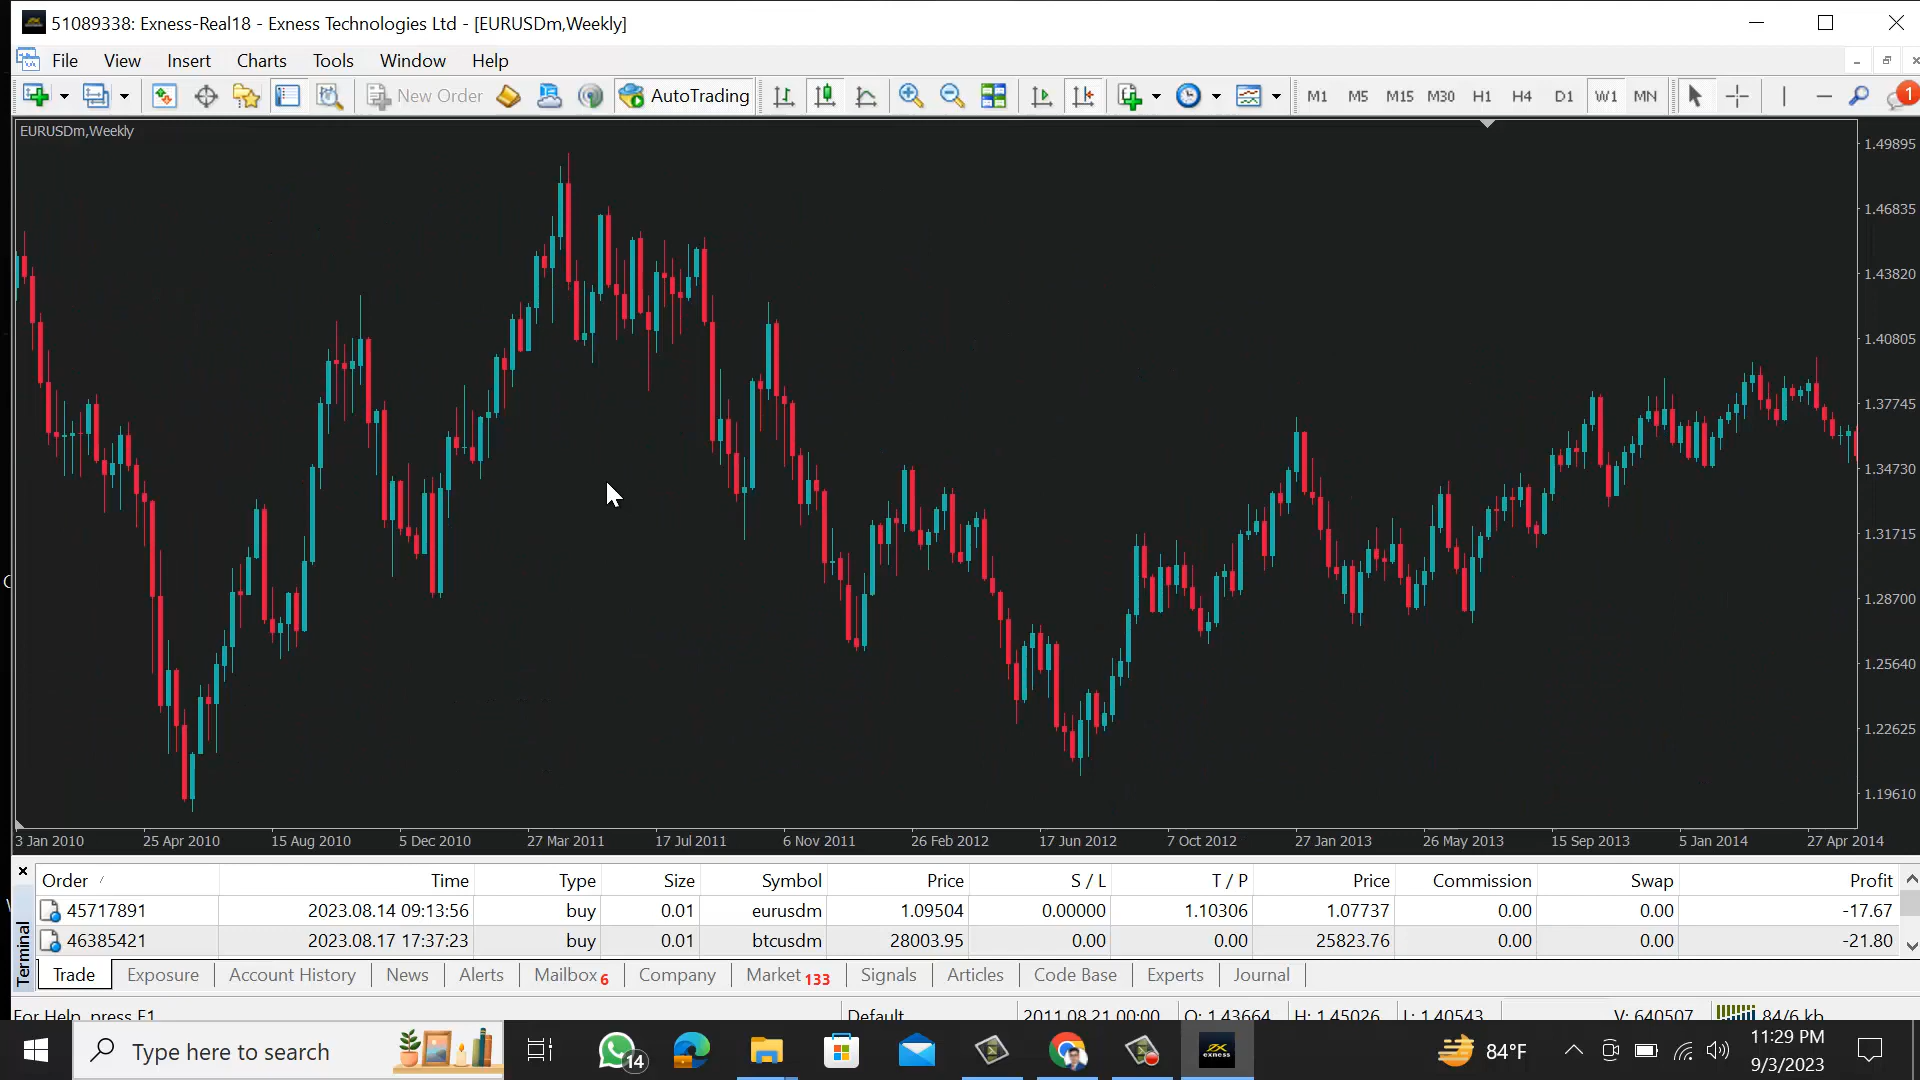 51089338: Exness-Real18 - Exness Technologies Ltd - [EURUSDm,Weekly]
File View Insert Charts Tools Window Help
New Order AutoTrading M1 M5 M15 M30 H1 H4 D1 W1 MN 1
EURUSDm,Weekly
1.49895
1.46835
1.43820
1.40805
1.37745
1.34730
1.31715
1.28700
1.25640
1.22625
1.19610
3 Jan 2010 25 Apr 2010 15 Aug 2010 5 Dec 2010 27 Mar 2011 17 Jul 2011 6 Nov 2011 26 Feb 2012 17 Jun 2012 7 Oct 2012 27 Jan 2013 26 May 2013 15 Sep 2013 5 Jan 2014 27 Apr 2014
Order / Time Type Size Symbol Price S / L T / P Price Commission Swap Profit
45717891 2023.08.14 09:13:56 buy 0.01 eurusdm 1.09504 0.00000 1.10306 1.07737 0.00 0.00 -17.67
46385421 2023.08.17 17:37:23 buy 0.01 btcusdm 28003.95 0.00 0.00 25823.76 0.00 0.00 -21.80
Terminal
Trade Exposure Account History News Alerts Mailbox 6 Company Market 133 Signals Articles Code Base Experts Journal
For Help, press F1 Default 2011.08.21 00:00 O: 1.43664 H: 1.45026 L: 1.40543 V: 640507 84/6 kb
Type here to search 14 exness 84°F 11:29 PM
9/3/2023